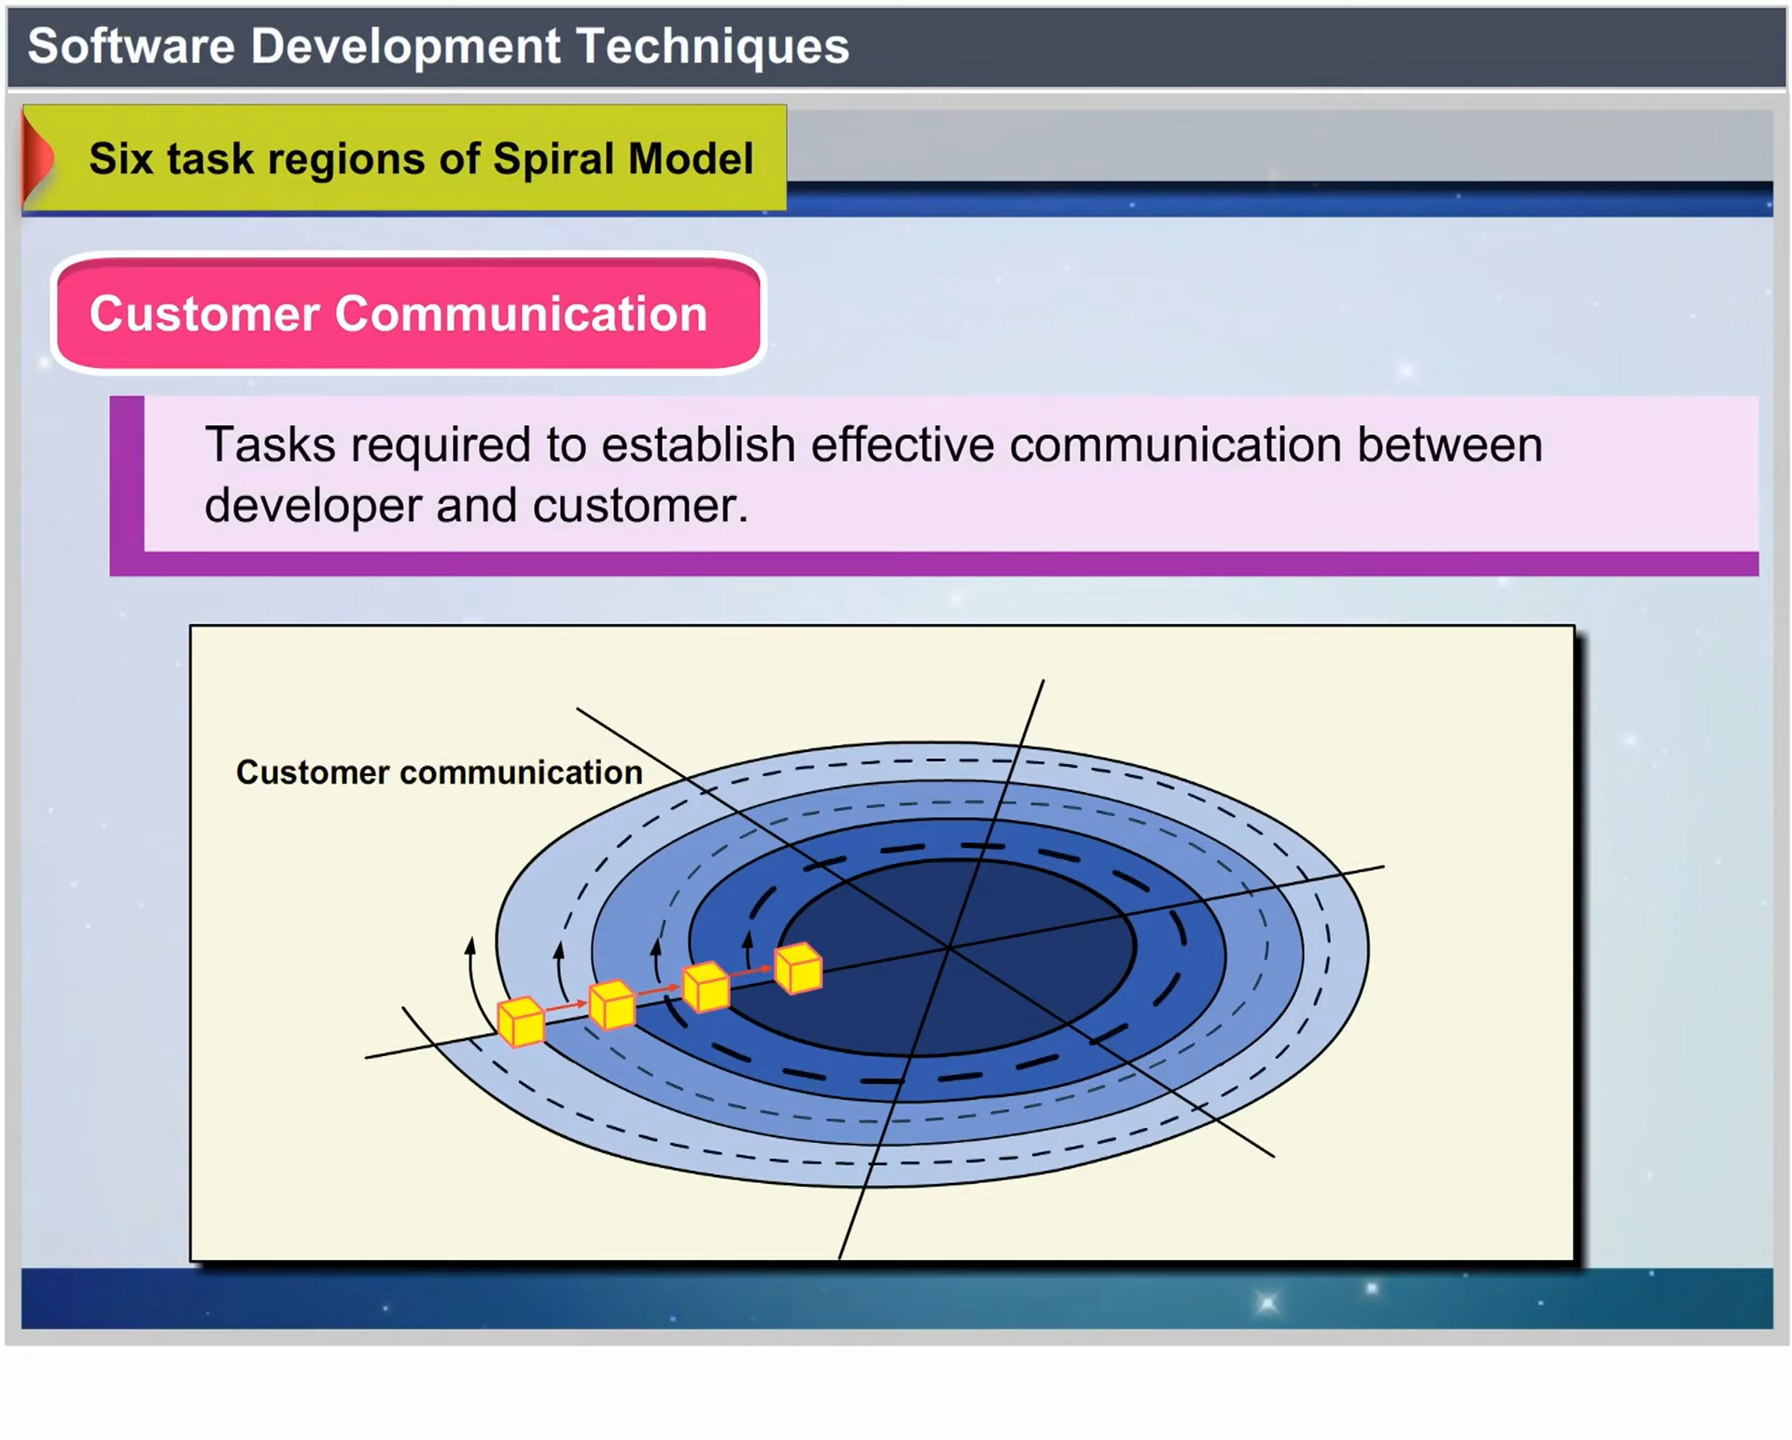 Software Development Techniques
Six task regions of Spiral Model
Customer Communication
Tasks required to establish effective communication between
developer and customer.
Customer communication